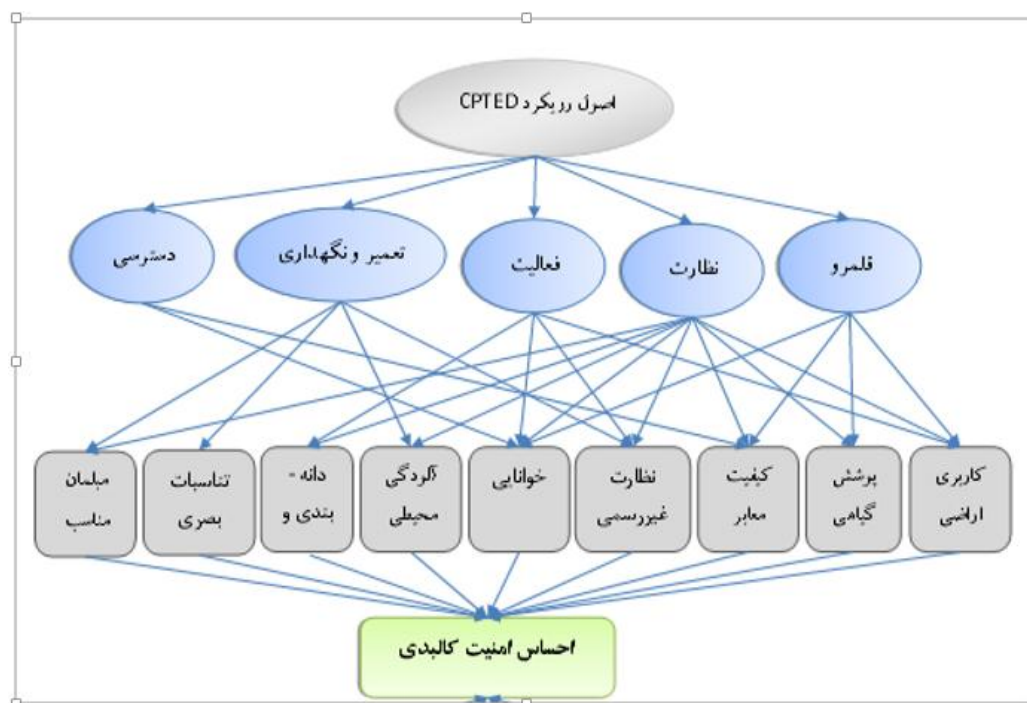 اصول رویکرد CPTED
قلمرو
نظارت
فعالیت
تعمیر و نگهداری
دسترسی
کاربری
اراضی
پوشش
گیاهی
کیفیت
معابر
نظارت
غیررسمی
خوانایی
آلودگی
محیطی
دانه -
بندی و
تناسبات
بصری
مبلمان
مناسب
احساس امنیت کالبدی